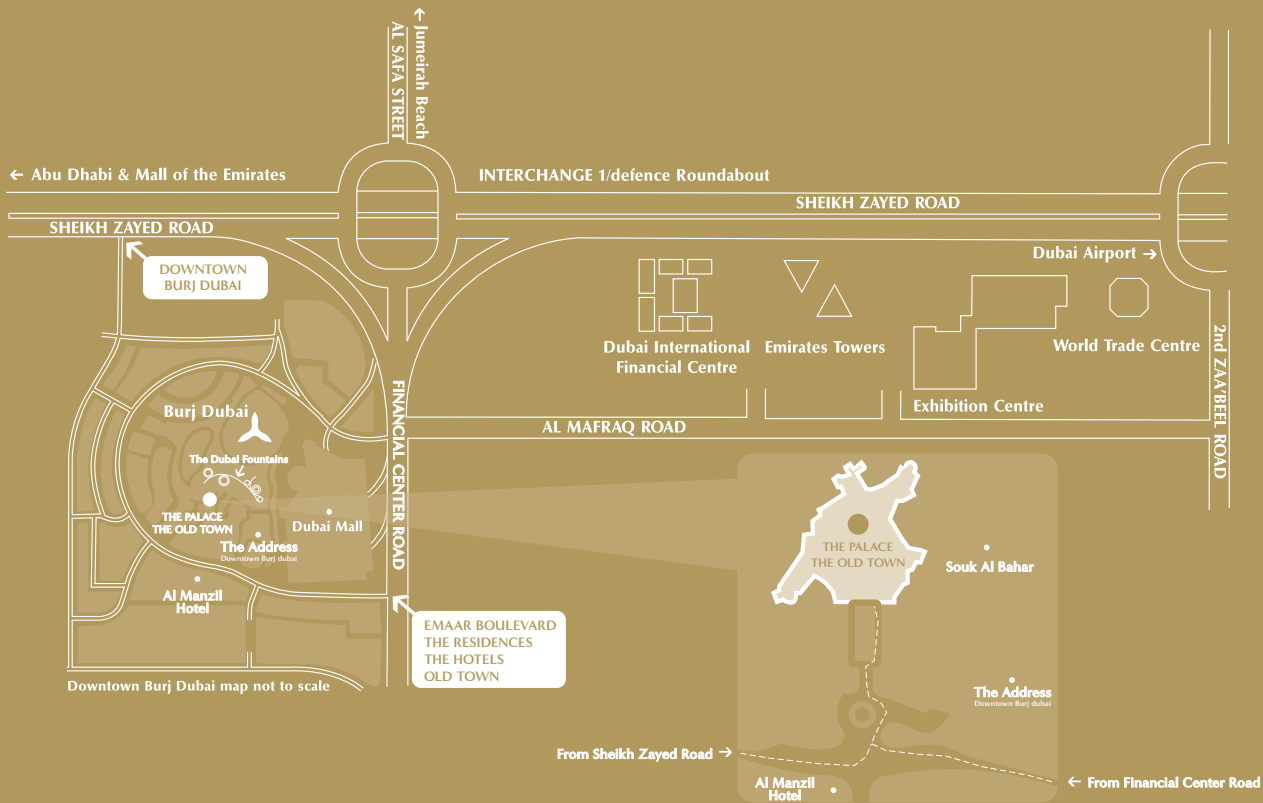 ← Jumeirah Beach
AL SAFA STREET
← Abu Dhabi & Mall of the Emirates
INTERCHANGE 1/defence Roundabout
SHEIKH ZAYED ROAD
SHEIKH ZAYED ROAD
Dubai Airport →
DOWNTOWN
BURJ DUBAI
Dubai International
Financial Centre
Emirates Towers
World Trade Centre
Exhibition Centre
2nd ZAA'BEEL ROAD
FINANCIAL CENTER ROAD
AL MAFRAQ ROAD
Burj Dubai
The Dubai Fountains
THE PALACE
THE OLD TOWN
Dubai Mall
The Address
Downtown Burj dubai
Al Manzil
Hotel
EMAAR BOULEVARD
THE RESIDENCES
THE HOTELS
OLD TOWN
Downtown Burj Dubai map not to scale
THE PALACE
THE OLD TOWN
Souk Al Bahar
The Address
Downtown Burj dubai
From Sheikh Zayed Road →
Al Manzil
Hotel
← From Financial Center Road